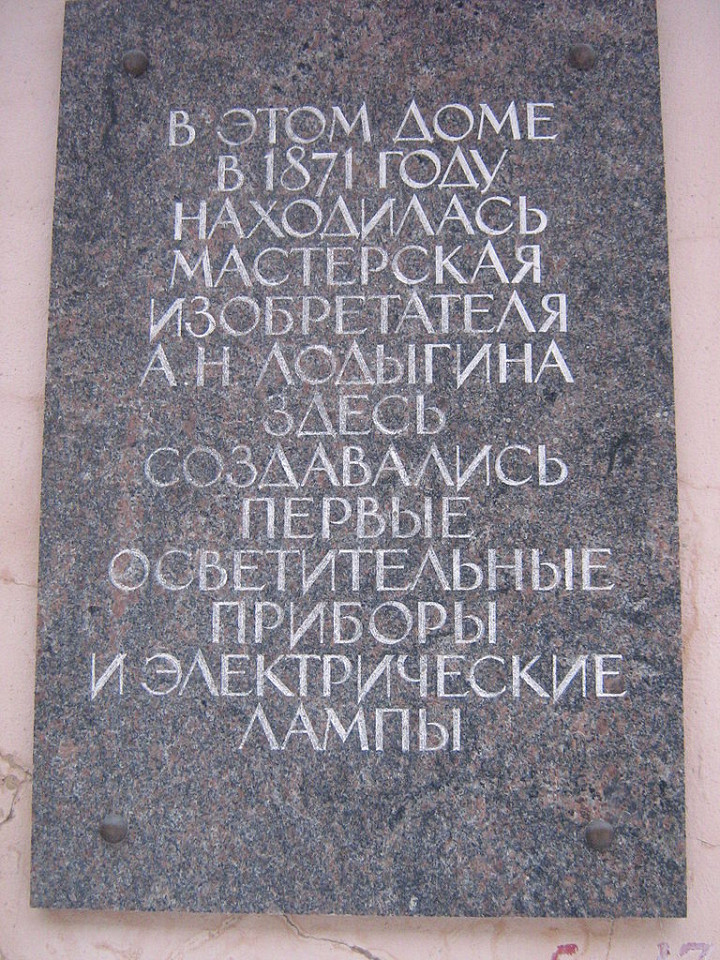 В ЭТОМ ДОМЕ
В 1871 ГОДУ
НАХОДИЛАСЬ
МАСТЕРСКАЯ
ИЗОБРЕТАТЕЛЯ
А.Н. ЛОДЫГИНА
ЗДЕСЬ
СОЗДАВАЛИСЬ
ПЕРВЫЕ
ОСВЕТИТЕЛЬНЫЕ
ПРИБОРЫ
И ЭЛЕКТРИЧЕСКИЕ
ЛАМПЫ